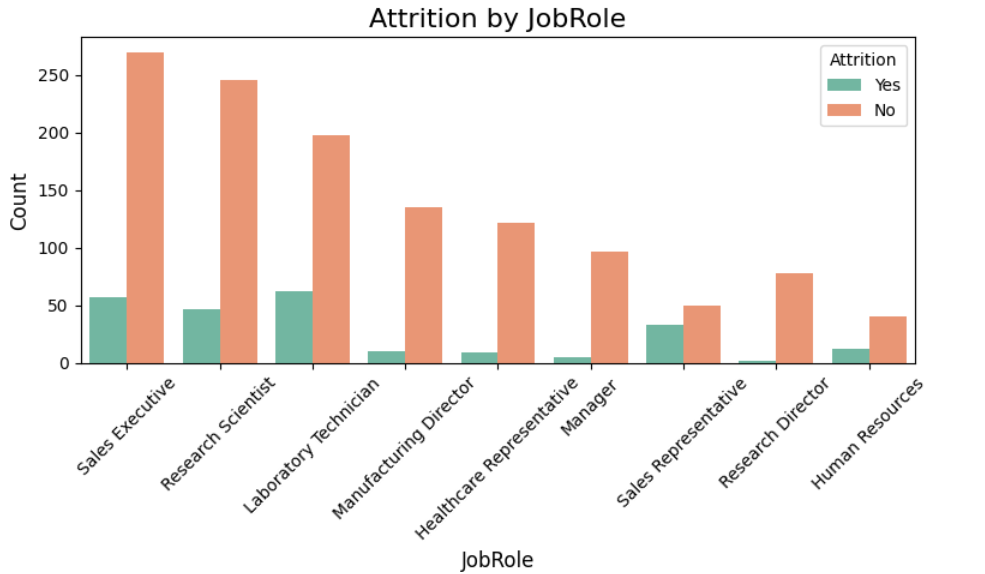 Attrition by JobRole
Attrition
Yes
No
Count
250
200
150
100
50
0
Sales Executive
Research Scientist
Laboratory Technician
Manufacturing Director
Healthcare Representative
Manager
Sales Representative
Research Director
Human Resources
JobRole